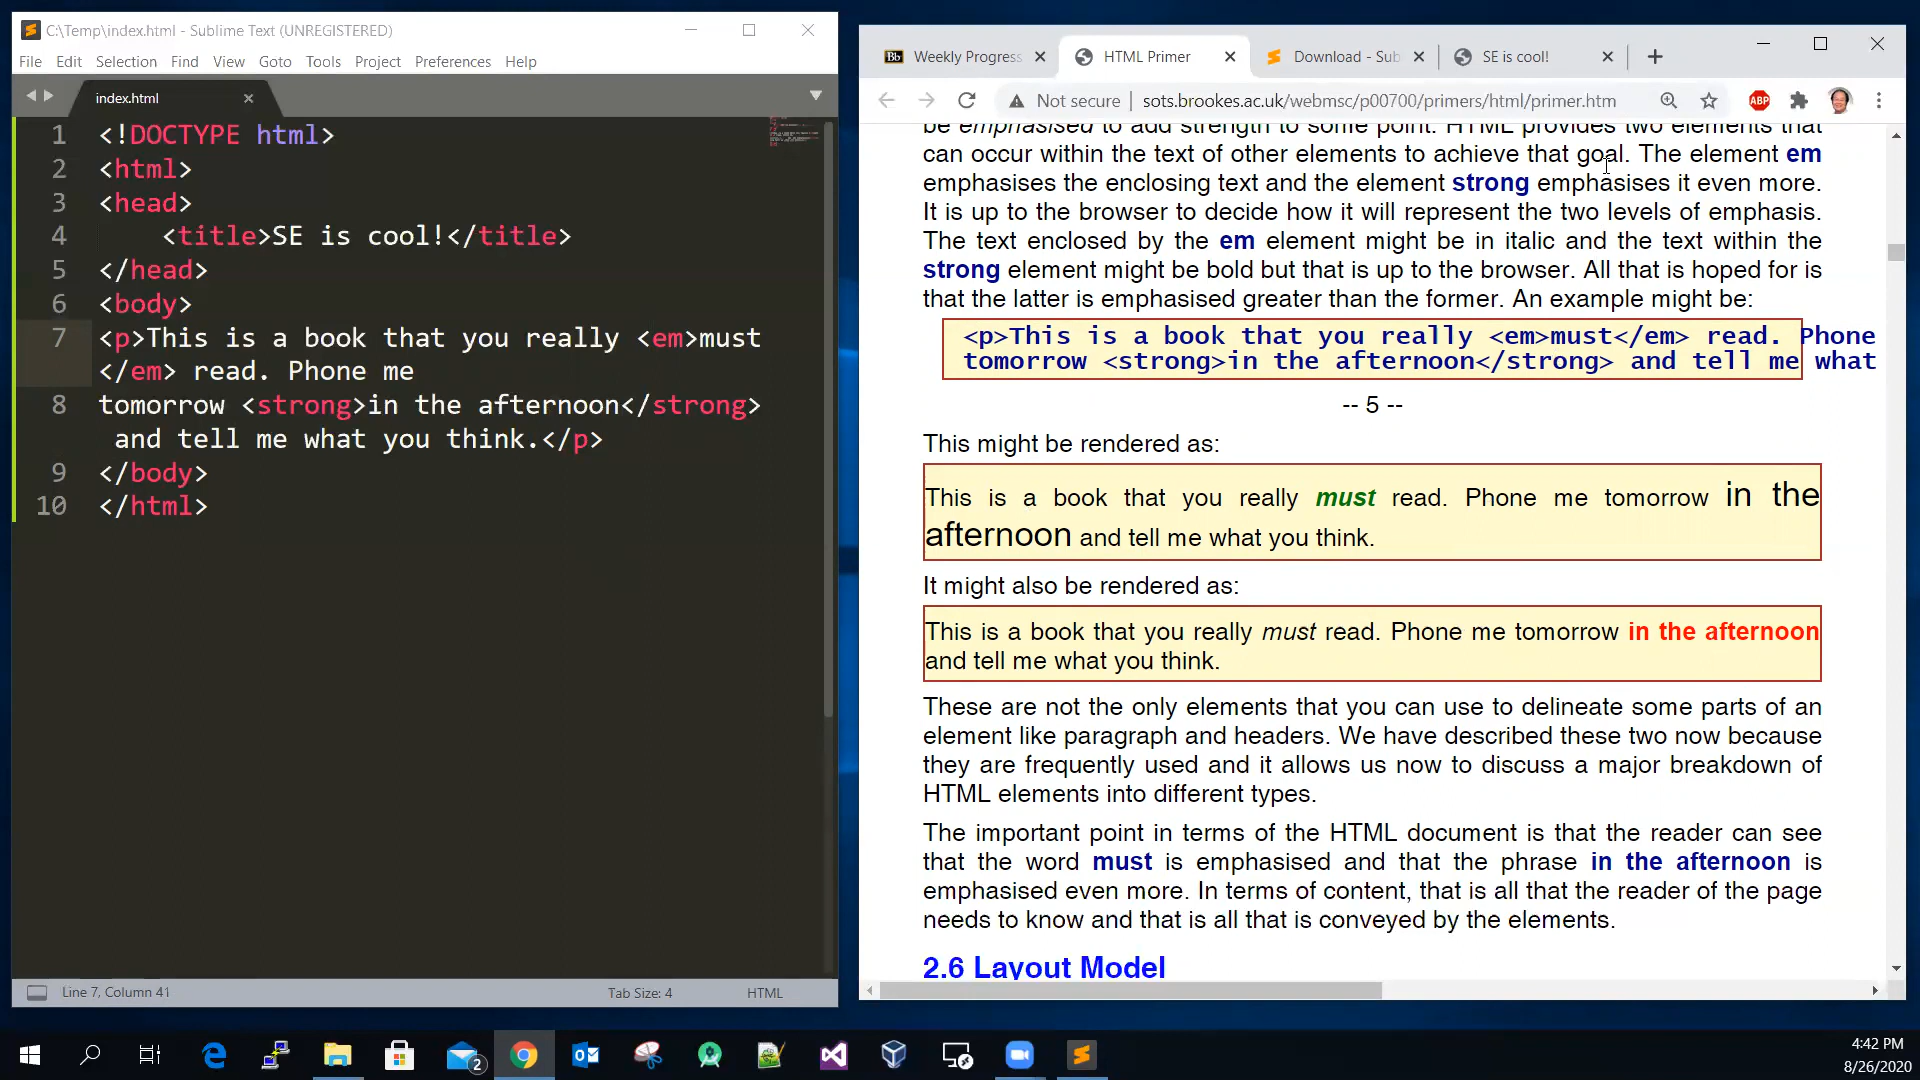 C:\Temp\index.html - Sublime Text (UNREGISTERED)
File Edit Selection Find View Goto Tools Project Preferences Help
index.html
1 <!DOCTYPE html>
2 <html>
3 <head>
4 <title>SE is cool!</title>
5 </head>
6 <body>
7 <p>This is a book that you really <em>must
</em> read. Phone me
8 tomorrow <strong>in the afternoon</strong>
and tell me what you think.</p>
9 </body>
10 </html>
Line 7, Column 41 Tab Size: 4 HTML
Bb Weekly Progress HTML Primer Download - Sub SE is cool!
Not secure sots.brookes.ac.uk/webmsc/p00700/primers/html/primer.htm ABP
be emphasised to add strength to some point. HTML provides two elements that
can occur within the text of other elements to achieve that goal. The element em
emphasises the enclosing text and the element strong emphasises it even more.
It is up to the browser to decide how it will represent the two levels of emphasis.
The text enclosed by the em element might be in italic and the text within the
strong element might be bold but that is up to the browser. All that is hoped for is
that the latter is emphasised greater than the former. An example might be:
<p>This is a book that you really <em>must</em> read. Phone
tomorrow <strong>in the afternoon</strong> and tell me what
-- 5 --
This might be rendered as:
This is a book that you really must read. Phone me tomorrow in the
afternoon and tell me what you think.
It might also be rendered as:
This is a book that you really must read. Phone me tomorrow in the afternoon
and tell me what you think.
These are not the only elements that you can use to delineate some parts of an
element like paragraph and headers. We have described these two now because
they are frequently used and it allows us now to discuss a major breakdown of
HTML elements into different types.
The important point in terms of the HTML document is that the reader can see
that the word must is emphasised and that the phrase in the afternoon is
emphasised even more. In terms of content, that is all that the reader of the page
needs to know and that is all that is conveyed by the elements.
2.6 Layout Model
2
4:42 PM
8/26/2020